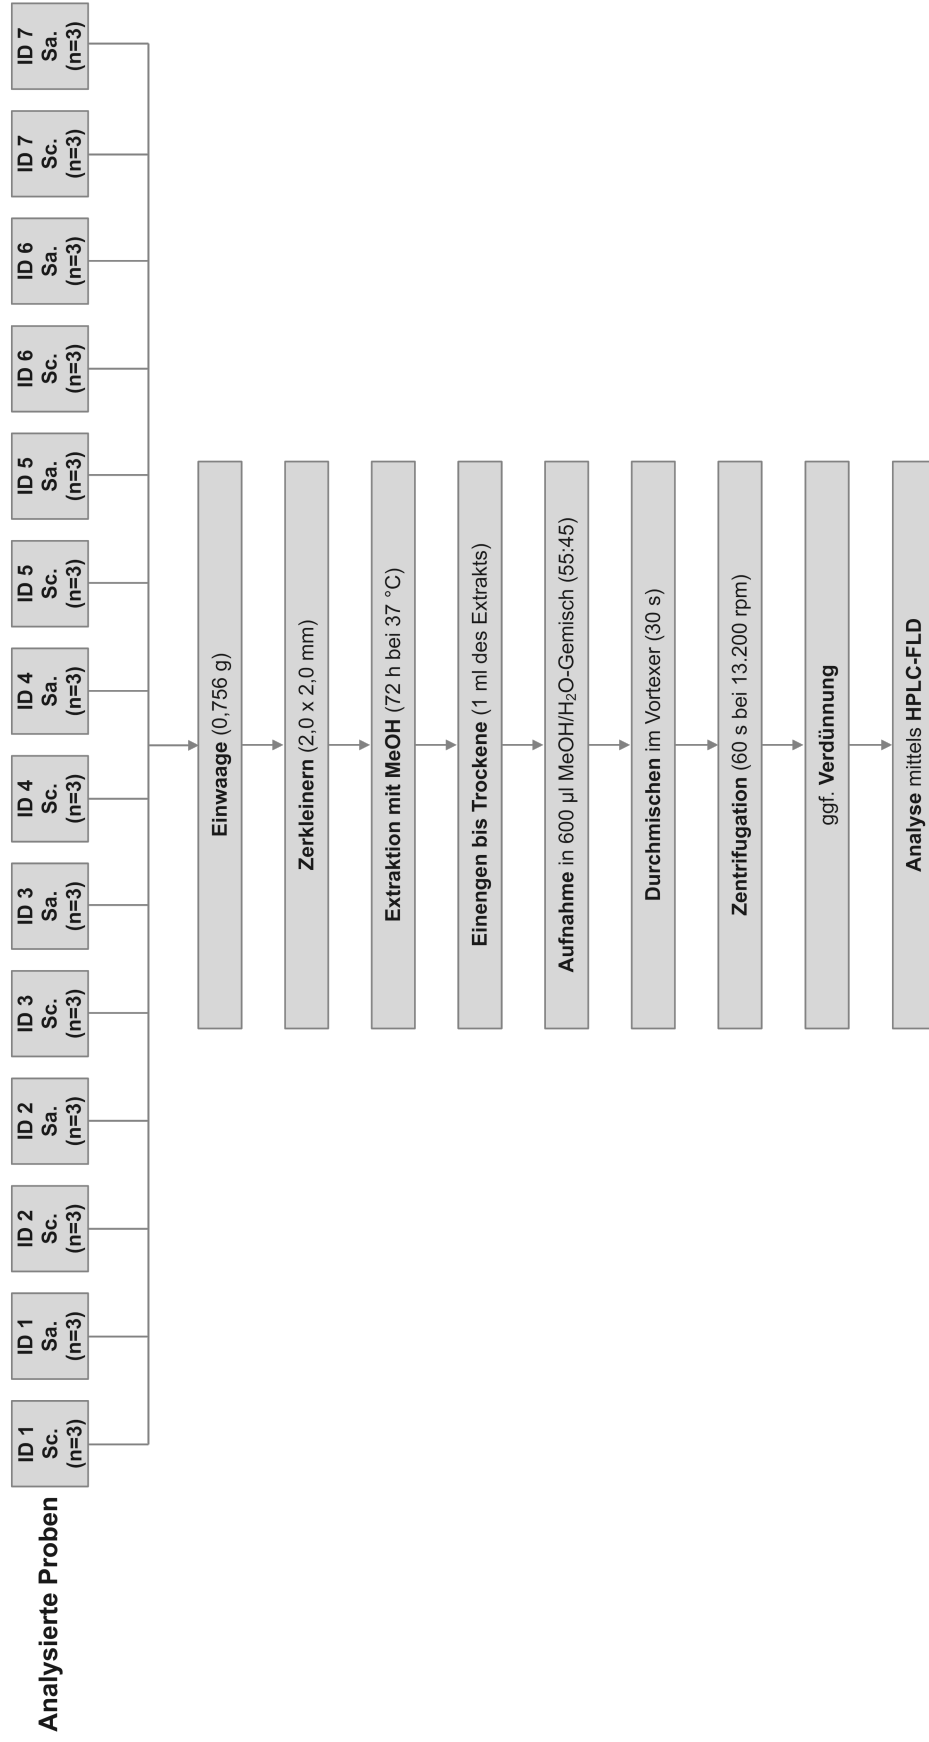 Analysierte Proben
ID 1
Sc.
(n=3)
ID 1
Sa.
(n=3)
ID 2
Sc.
(n=3)
ID 2
Sa.
(n=3)
ID 3
Sc.
(n=3)
ID 3
Sa.
(n=3)
ID 4
Sc.
(n=3)
ID 4
Sa.
(n=3)
ID 5
Sc.
(n=3)
ID 5
Sa.
(n=3)
ID 6
Sc.
(n=3)
ID 6
Sa.
(n=3)
ID 7
Sc.
(n=3)
ID 7
Sa.
(n=3)
Einwaage (0,756 g)
Zerkleinern (2,0 x 2,0 mm)
Extraktion mit MeOH (72 h bei 37 °C)
Einengen bis Trockene (1 ml des Extrakts)
Aufnahme in 600 µl MeOH/H₂O-Gemisch (55:45)
Durchmischen im Vortexer (30 s)
Zentrifugation (60 s bei 13.200 rpm)
ggf. Verdünnung
Analyse mittels HPLC-FLD